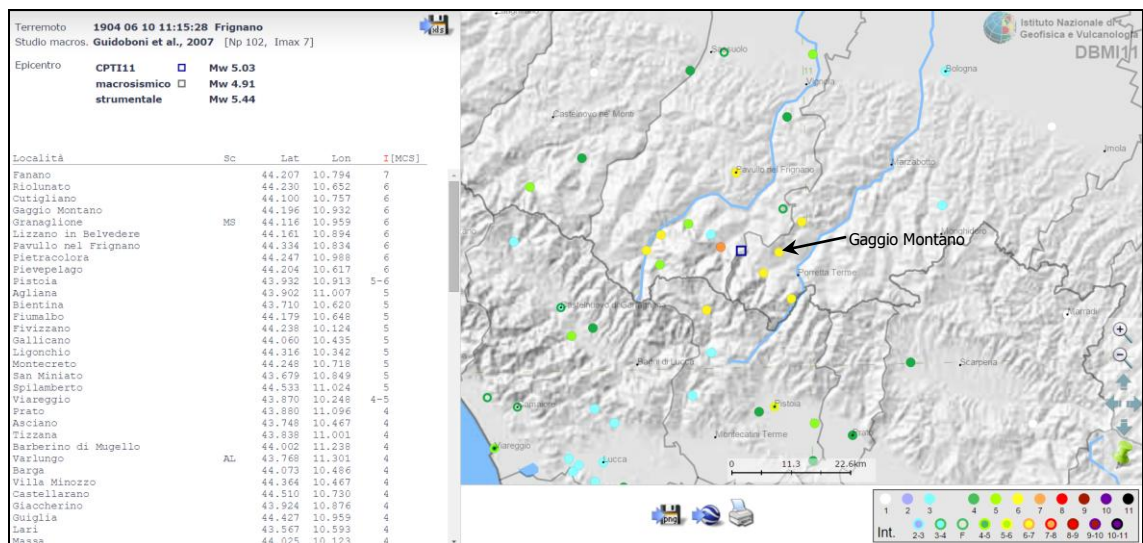 Terremoto 1904 06 10 11:15:28 Frignano
Studio macros. Guidoboni et al., 2007 [Np 102, Imax 7]
Epicentro CPTI11 Mw 5.03
macrosismico Mw 4.91
strumentale Mw 5.44
xls
Località Sc Lat Lon I[MCS]
Fanano 44.207 10.794 7
Riolunato 44.230 10.652 6
Cutigliano 44.100 10.757 6
Gaggio Montano 44.196 10.932 6
Granaglione MS 44.116 10.959 6
Lizzano in Belvedere 44.161 10.894 6
Pavullo nel Frignano 44.334 10.834 6
Pietracolora 44.247 10.988 6
Pievepelago 44.204 10.617 6
Pistoia 43.932 10.913 5-6
Agliana 43.902 11.007 5
Bientina 43.710 10.620 5
Fiumalbo 44.179 10.648 5
Fivizzano 44.238 10.124 5
Gallicano 44.060 10.435 5
Ligonchio 44.316 10.342 5
Montecreto 44.248 10.718 5
San Miniato 43.679 10.849 5
Spilamberto 44.533 11.024 5
Viareggio 43.870 10.248 4-5
Prato 43.880 11.096 4
Asciano 43.748 10.467 4
Tizzana 43.838 11.001 4
Barberino di Mugello 44.002 11.238 4
Varlungo AL 43.768 11.301 4
Barga 44.073 10.486 4
Villa Minozzo 44.364 10.467 4
Castellarano 44.510 10.730 4
Giaccherino 43.924 10.876 4
Guiglia 44.427 10.959 4
Lari 43.567 10.593 4
Massa 44.025 10.123 4
Istituto Nazionale di
Geofisica e Vulcanologia
DBMI11
Sassuolo
Vignola
Bologna
Castelnovo ne' Monti
Imola
Marzabotto
Pavullo nel Frignano
Monghidoro
Gaggio Montano
Porretta Terme
Marradi
Bagni di Lucca
Scarperia
Pistoia
Montecatini Terme
Prato
Viareggio
Lucca
0 11.3 22.6km
png
1 2 3 4 5 6 7 8 9 10 11
Int. 2-3 3-4 F 4-5 5-6 6-7 7-8 8-9 9-10 10-11